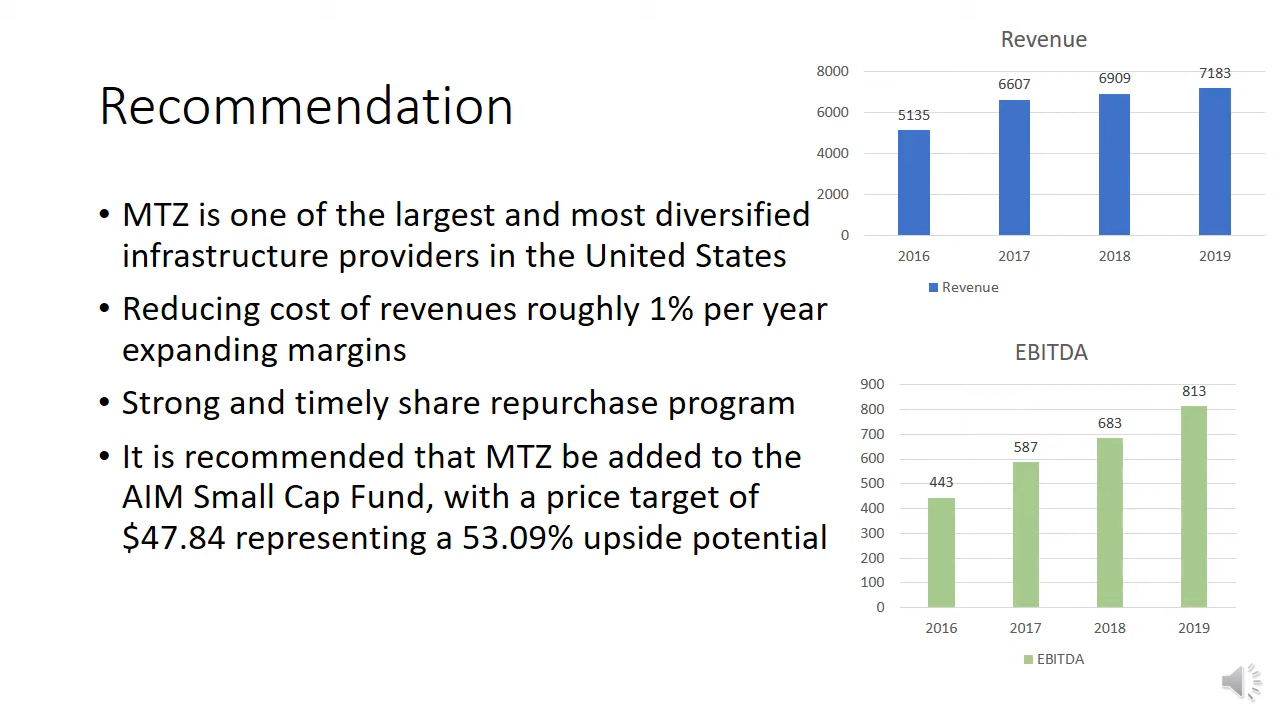 Recommendation
• MTZ is one of the largest and most diversified
infrastructure providers in the United States
• Reducing cost of revenues roughly 1% per year
expanding margins
• Strong and timely share repurchase program
• It is recommended that MTZ be added to the
AIM Small Cap Fund, with a price target of
$47.84 representing a 53.09% upside potential
Revenue
8000
6000
4000
2000
0
5135
6607
6909
7183
2016 2017 2018 2019
Revenue
EBITDA
900
800
700
600
500
400
300
200
100
0
443
587
683
813
2016 2017 2018 2019
EBITDA